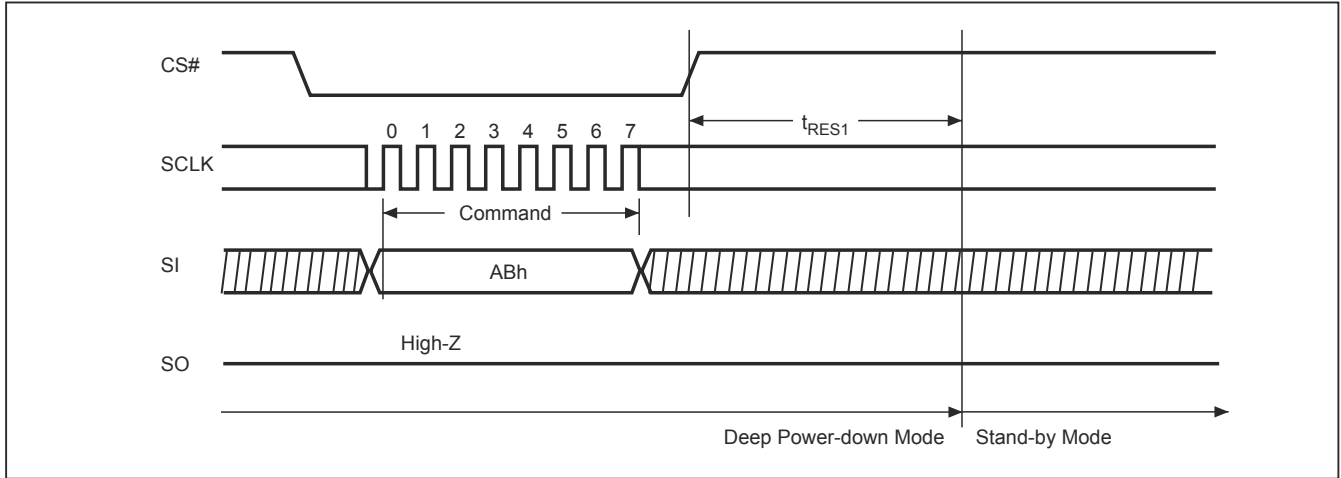 CS#
t_RES1
0 1 2 3 4 5 6 7
SCLK
Command
SI
ABh
High-Z
SO
Deep Power-down Mode Stand-by Mode